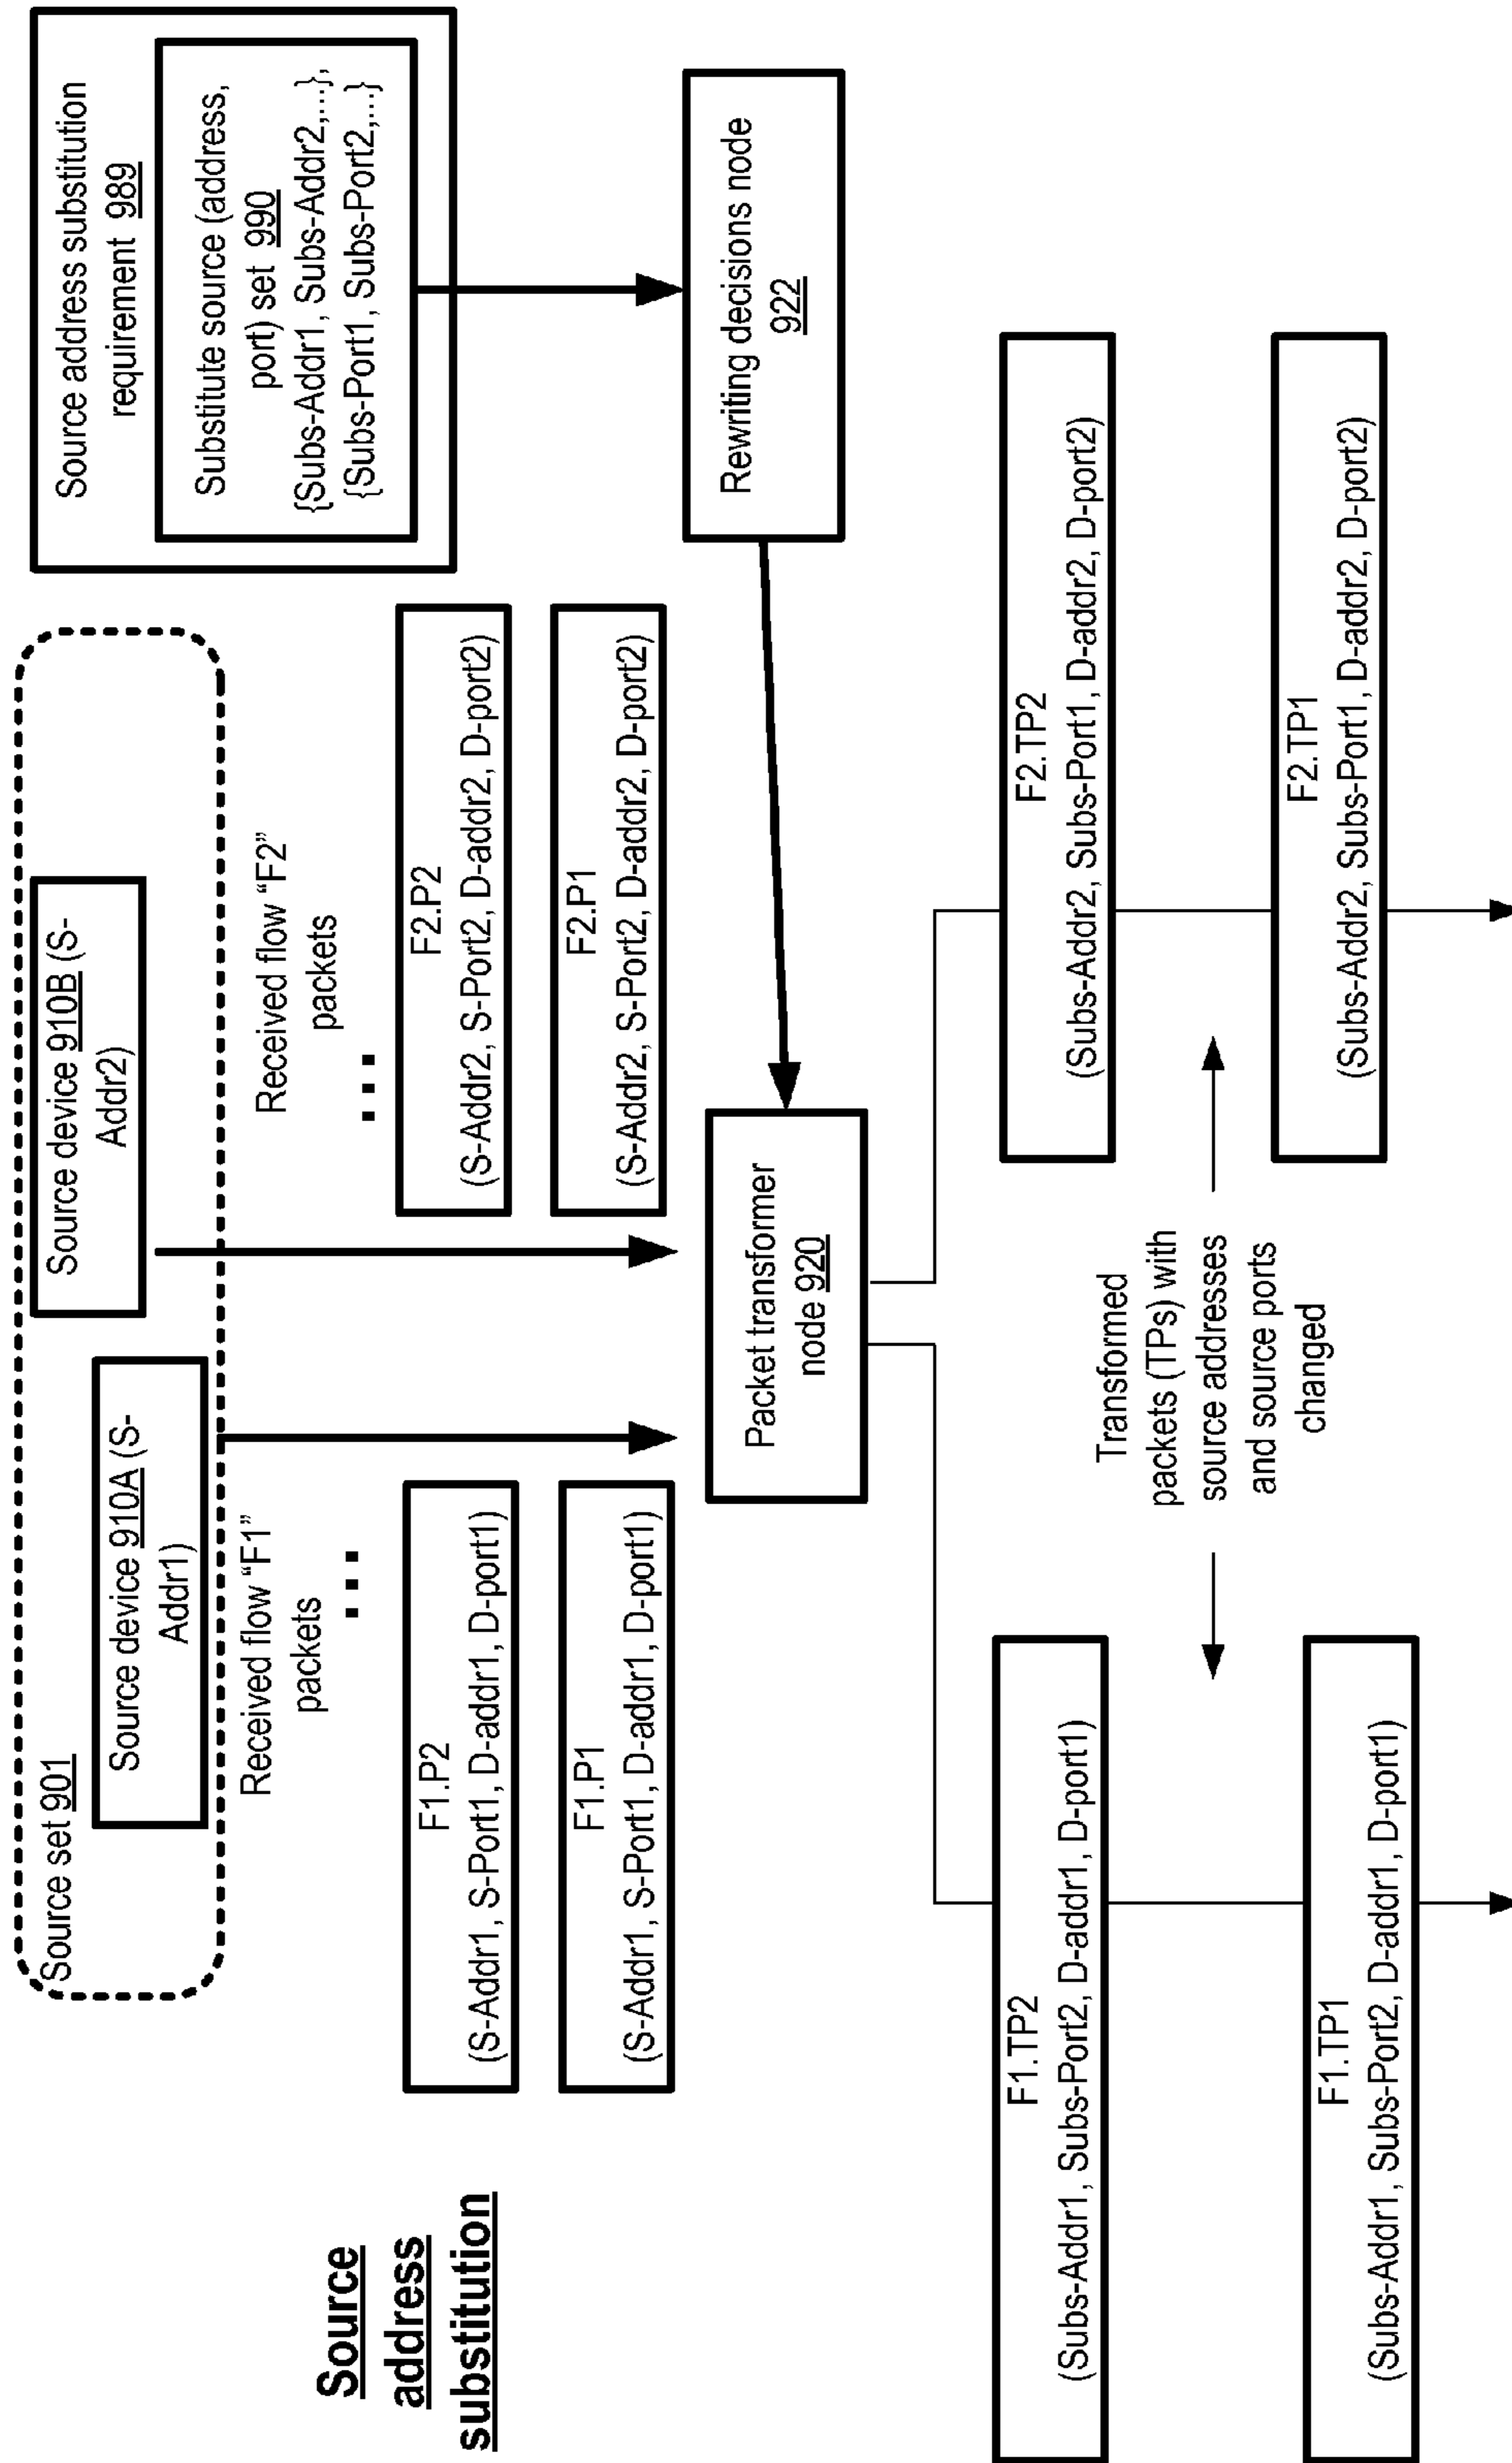 Source
address
substitution
Source set 901
Source device 910A (S-
Addr1)
Source device 910B (S-
Addr2)
Source address substitution
requirement 989
Substitute source (address,
port) set 990
{Subs-Addr1, Subs-Addr2,...},
{Subs-Port1, Subs-Port2,...}
Received flow “F1”
packets
...
Received flow “F2”
packets
...
F1.P2
(S-Addr1, S-Port1, D-addr1, D-port1)
F1.P1
(S-Addr1, S-Port1, D-addr1, D-port1)
F2.P2
(S-Addr2, S-Port2, D-addr2, D-port2)
F2.P1
(S-Addr2, S-Port2, D-addr2, D-port2)
Packet transformer
node 920
Rewriting decisions node
922
F1.TP2
(Subs-Addr1, Subs-Port2, D-addr1, D-port1)
F1.TP1
(Subs-Addr1, Subs-Port2, D-addr1, D-port1)
Transformed
packets (TPs) with
source addresses
and source ports
changed
F2.TP2
(Subs-Addr2, Subs-Port1, D-addr2, D-port2)
F2.TP1
(Subs-Addr2, Subs-Port1, D-addr2, D-port2)